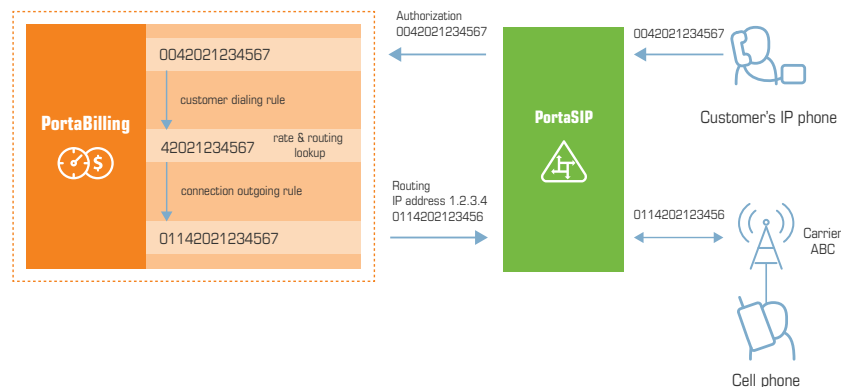 PortaBilling
0042021234567
customer dialing rule
42021234567
rate & routing
lookup
connection outgoing rule
01142021234567
Authorization
0042021234567
Routing
IP address 1.2.3.4
0114202123456
PortaSIP
0042021234567
Customer's IP phone
0114202123456
Carrier
ABC
Cell phone